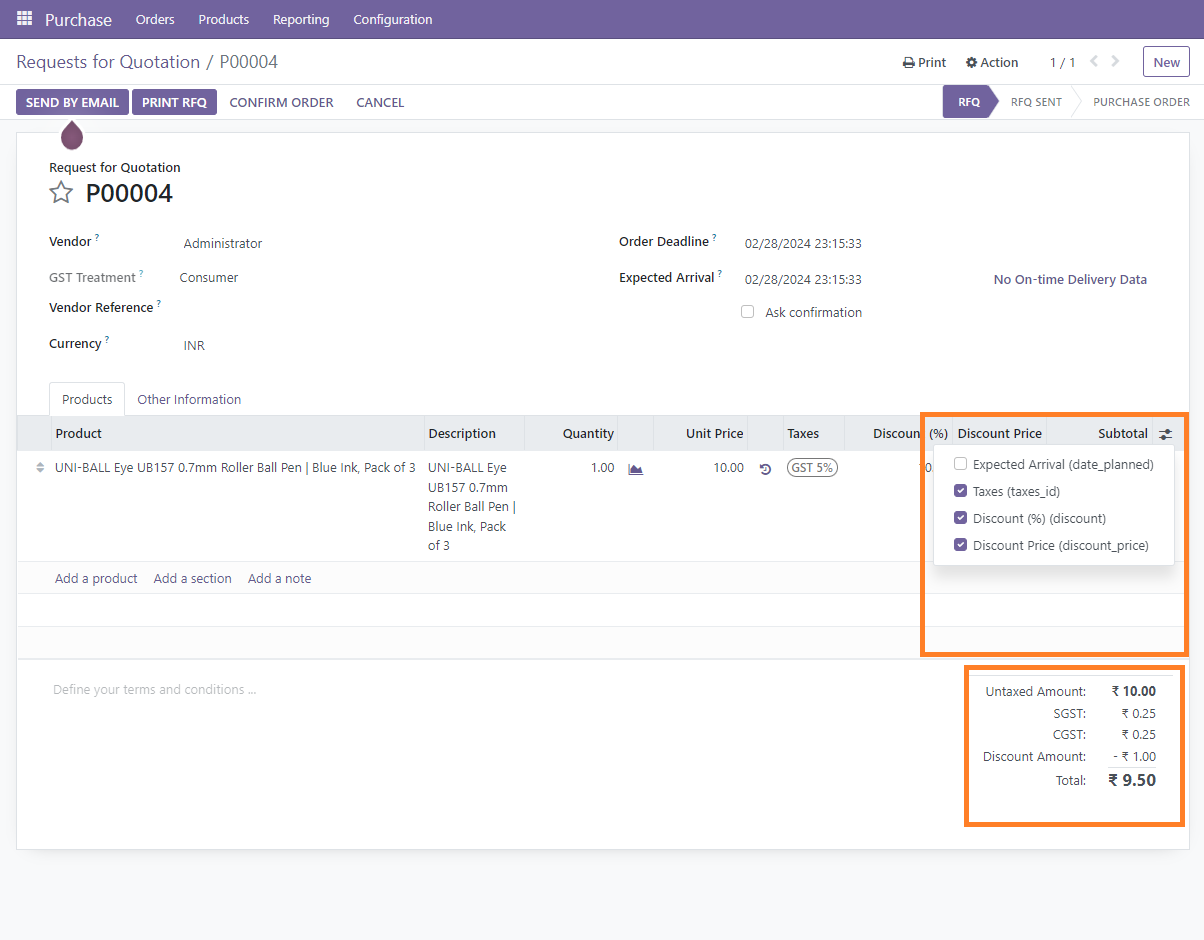 Purchase Orders Products Reporting Configuration
Requests for Quotation / P00004 Print Action 1 / 1 New
SEND BY EMAIL PRINT RFQ CONFIRM ORDER CANCEL RFQ RFQ SENT PURCHASE ORDER
Request for Quotation
P00004
Vendor ? Administrator Order Deadline ? 02/28/2024 23:15:33
GST Treatment ? Consumer Expected Arrival ? 02/28/2024 23:15:33 No On-time Delivery Data
Vendor Reference ?
Ask confirmation
Currency ? INR
Products Other Information
Product Description Quantity Unit Price Taxes Discount (%) Discount Price Subtotal
UNI-BALL Eye UB157 0.7mm Roller Ball Pen | Blue Ink, Pack of 3 UNI-BALL Eye 1.00 10.00 GST 5%
UB157 0.7mm
Roller Ball Pen |
Blue Ink, Pack
of 3
Expected Arrival (date_planned)
Taxes (taxes_id)
Discount (%) (discount)
Discount Price (discount_price)
Add a product Add a section Add a note
Define your terms and conditions ...
Untaxed Amount: ₹ 10.00
SGST: ₹ 0.25
CGST: ₹ 0.25
Discount Amount: - ₹ 1.00
Total: ₹ 9.50